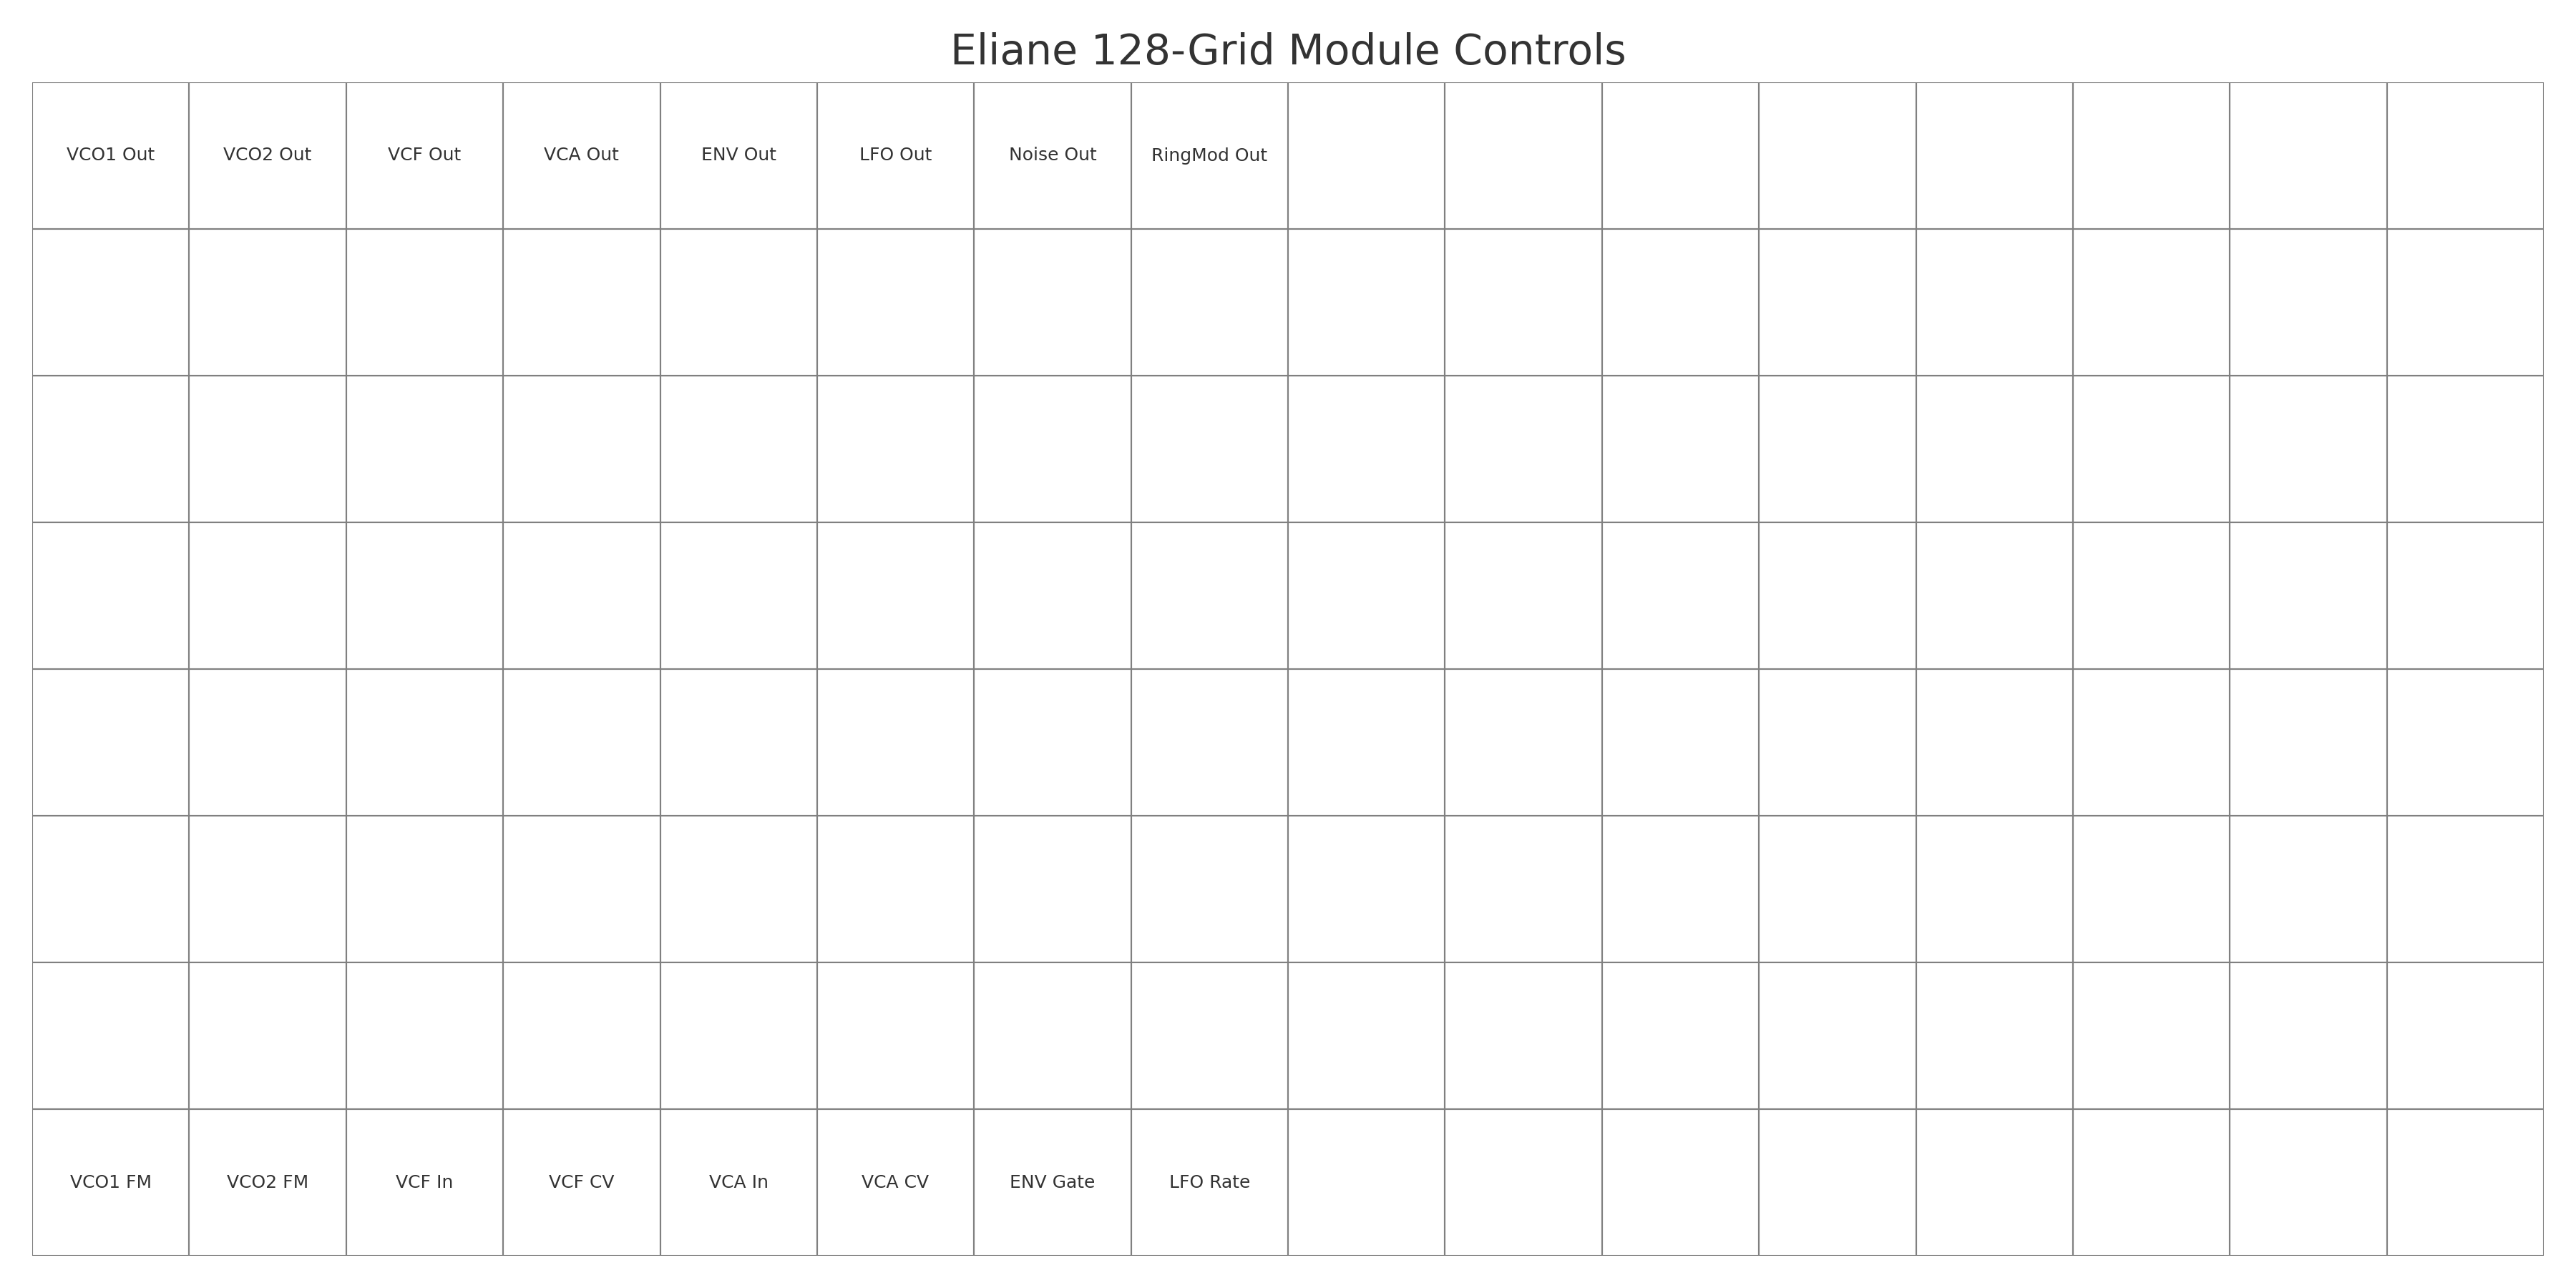 Eliane 128-Grid Module Controls
VCO1 Out VCO2 Out VCF Out VCA Out ENV Out LFO Out Noise Out RingMod Out
VCO1 FM VCO2 FM VCF In VCF CV VCA In VCA CV ENV Gate LFO Rate